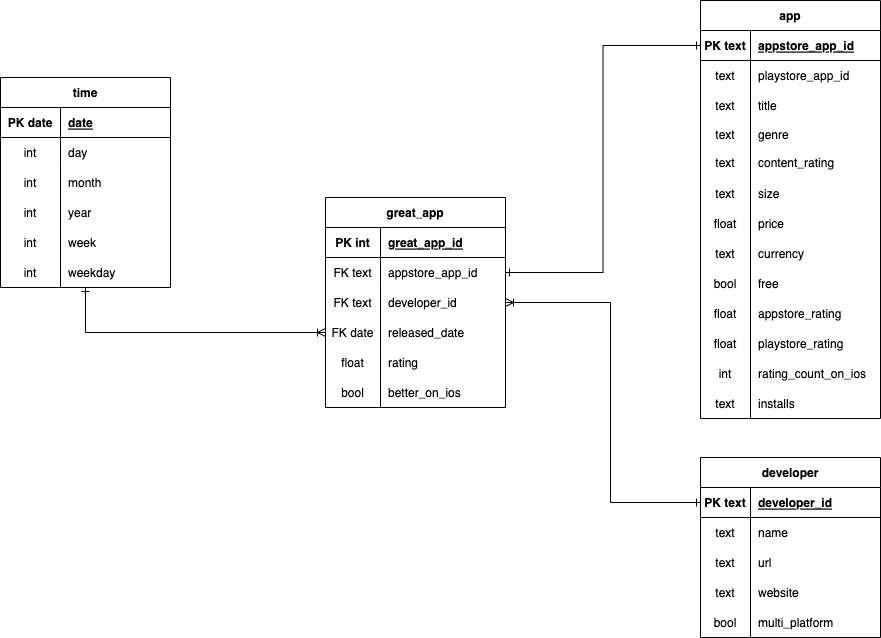 time
PK date date
int day
int month
int year
int week
int weekday
great_app
PK int great_app_id
FK text appstore_app_id
FK text developer_id
FK date released_date
float rating
bool better_on_ios
app
PK text appstore_app_id
text playstore_app_id
text title
text genre
text content_rating
text size
float price
text currency
bool free
float appstore_rating
float playstore_rating
int rating_count_on_ios
text installs
developer
PK text developer_id
text name
text url
text website
bool multi_platform